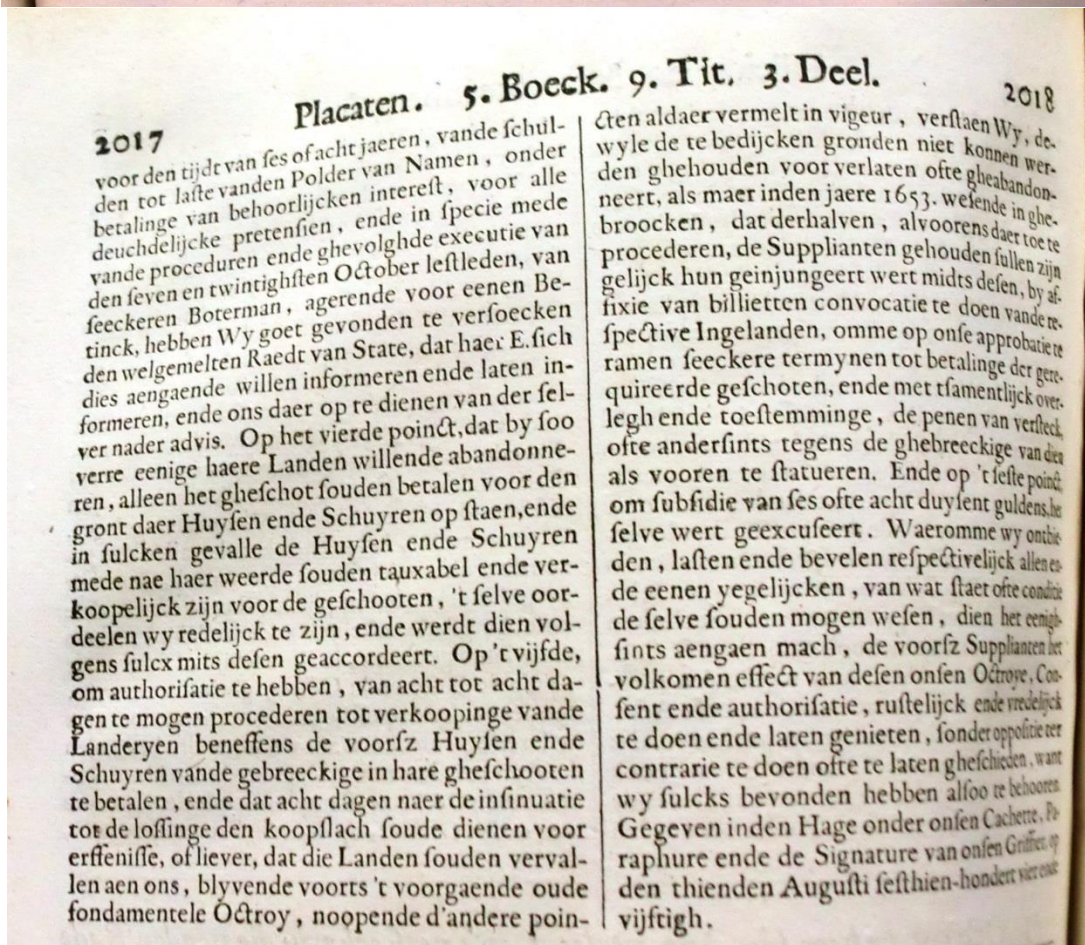 Placaten. 5. Boeck. 9. Tit. 3. Deel.
2017
voor den tijdt van ses of acht jaeren, vande schul-
den tot laste vanden Polder van Namen, onder
betalinge van behoorlijcken interest, voor alle
deuchdelijcke pretensien, ende in specie mede
vande proceduren ende ghevolghde executie van
den seven en twintighsten October lestleden, van
seeckeren Boterman, agerende voor eenen Be-
tinck, hebben Wy goet gevonden te versoecken
den welgemelten Raedt van State, dat haer E. sich
dies aengaende willen informeren ende laten in-
formeren, ende ons daer op te dienen van der sel-
ver nader advis. Op het vierde poinct, dat by soo
verre eenige haere Landen willende abandonne-
ren, alleen het gheschot souden betalen voor den
gront daer Huysen ende Schuyren op staen, ende
in sulcken gevalle de Huysen ende Schuyren
mede nae haer weerde souden tauxabel ende ver-
koopelijck zijn voor de geschooten, 't selve oor-
deelen wy redelijck te zijn, ende werdt dien vol-
gens sulcx mits desen geaccordeert. Op 't vijfde,
om authorisatie te hebben, van acht tot acht da-
gen te mogen procederen tot verkoopinge vande
Landeryen beneffens de voorsz Huysen ende
Schuyren vande gebreeckige in hare gheschooten
te betalen, ende dat acht dagen naer de insinuatie
tot de lossinge den koopslach soude dienen voor
erffenisse, of liever, dat die Landen souden verval-
len aen ons, blyvende voorts 't voorgaende oude
fondamentele Octroy, noopende d'andere poin-
2018
cten aldaer vermelt in vigeur, verstaen Wy, de-
wyle de te bedijcken gronden niet konnen wer-
den ghehouden voor verlaten ofte gheabandon-
neert, als maer inden jaere 1653. wesende in ghe-
broocken, dat derhalven, alvoorens daer toe te
procederen, de Supplianten gehouden sullen zijn
gelijck hun geinjungeert wert midts desen, by af-
fixie van billietten convocatie te doen vande re-
spective Ingelanden, omme op onse approbatie te
ramen seeckere termynen tot betalinge der gere-
quireerde geschoten, ende met tsamentlijck over-
legh ende toestemminge, de penen van versteck,
ofte andersints tegens de ghebreeckige van dien
als vooren te statueren. Ende op 't seste poinct,
om subsidie van ses ofte acht duysent guldens, he
selve wert geexcuseert. Waeromme wy ontbie-
den, lasten ende bevelen respectivelijck allen en-
de eenen yegelijcken, van wat staet ofte conditie
de selve souden mogen wesen, dien het eenigh-
sints aengaen mach, de voorsz Supplianten het
volkomen effect van desen onsen Octroye, Con-
sent ende authorisatie, rustelijck ende vredelijck
te doen ende laten genieten, sonder oppositie ter
contrarie te doen ofte te laten gheschieden, want
wy sulcks bevonden hebben alsoo te behooren.
Gegeven inden Hage onder onsen Cachette, Pa-
raphure ende de Signature van onsen Griffier, op
den thienden Augusti sesthien-hondert vier ende
vijftigh.